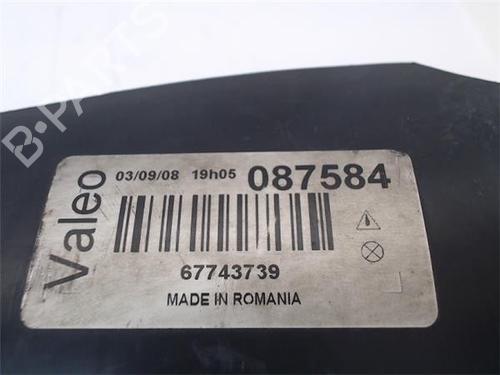 B-PARTS
Valeo
03/09/08 19h05 087584
67743739
MADE IN ROMANIA